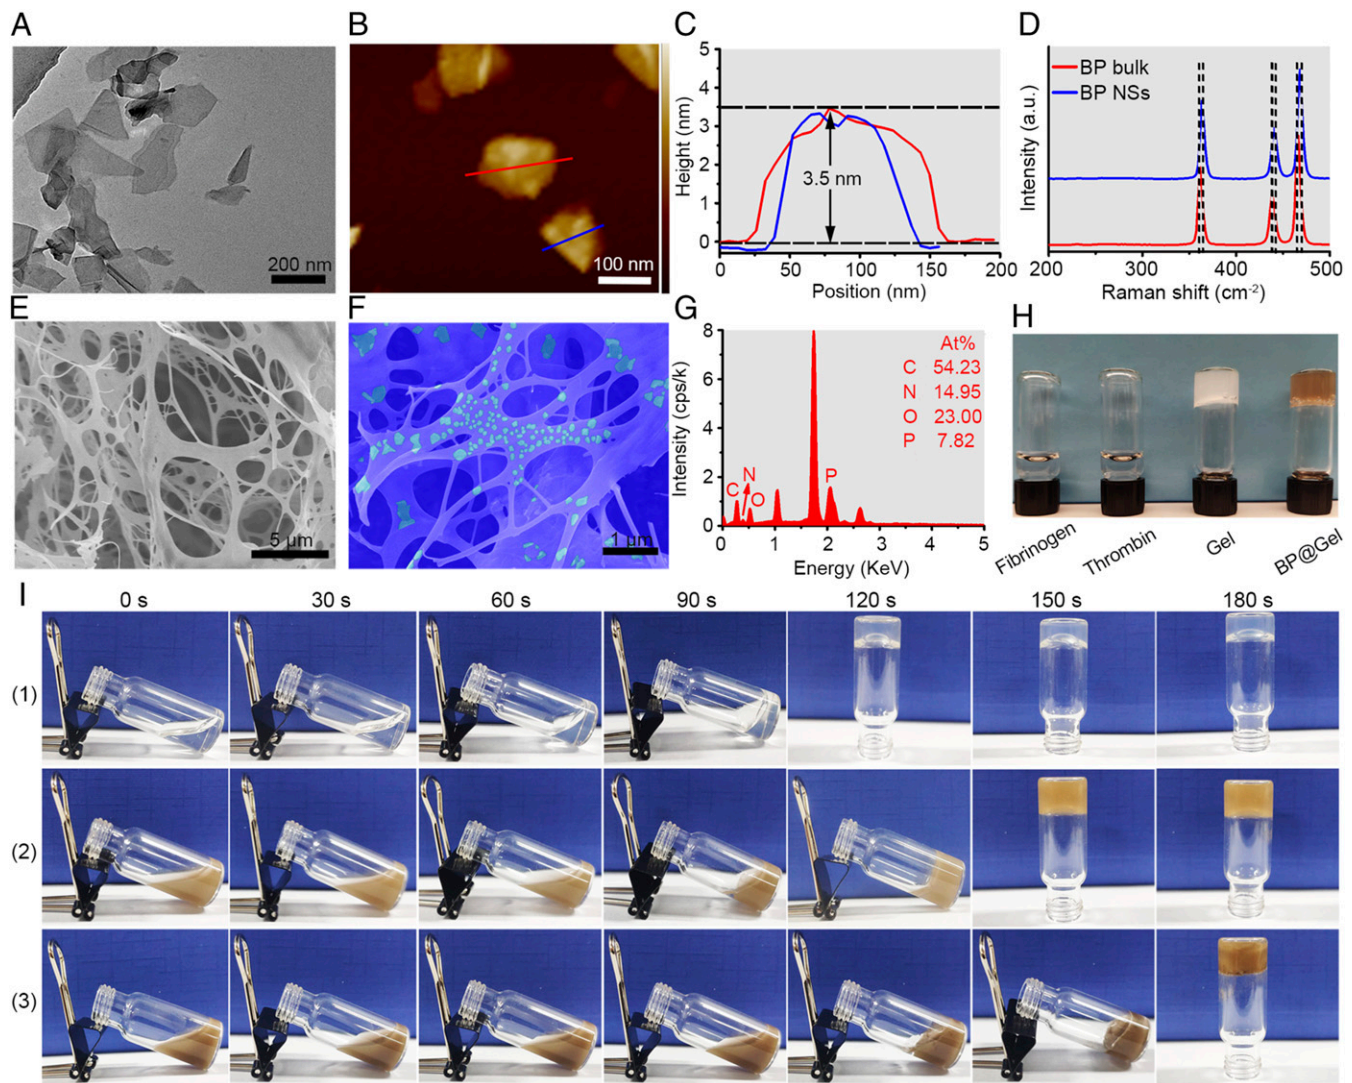 A
200 nm
B
100 nm
C
Height (nm)
5
4
3
2
1
0
3.5 nm
0 50 100 150 200
Position (nm)
D
Intensity (a.u.)
BP bulk
BP NSs
200 300 400 500
Raman shift (cm-2)
E
5 μm
F
1 μm
G
Intensity (cps/k)
8
6
4
2
0
At%
C 54.23
N 14.95
O 23.00
P 7.82
C
N
O
P
0 1 2 3 4 5
Energy (KeV)
H
Fibrinogen
Thrombin
Gel
BP@Gel
I
0 s 30 s 60 s 90 s 120 s 150 s 180 s
(1)
(2)
(3)